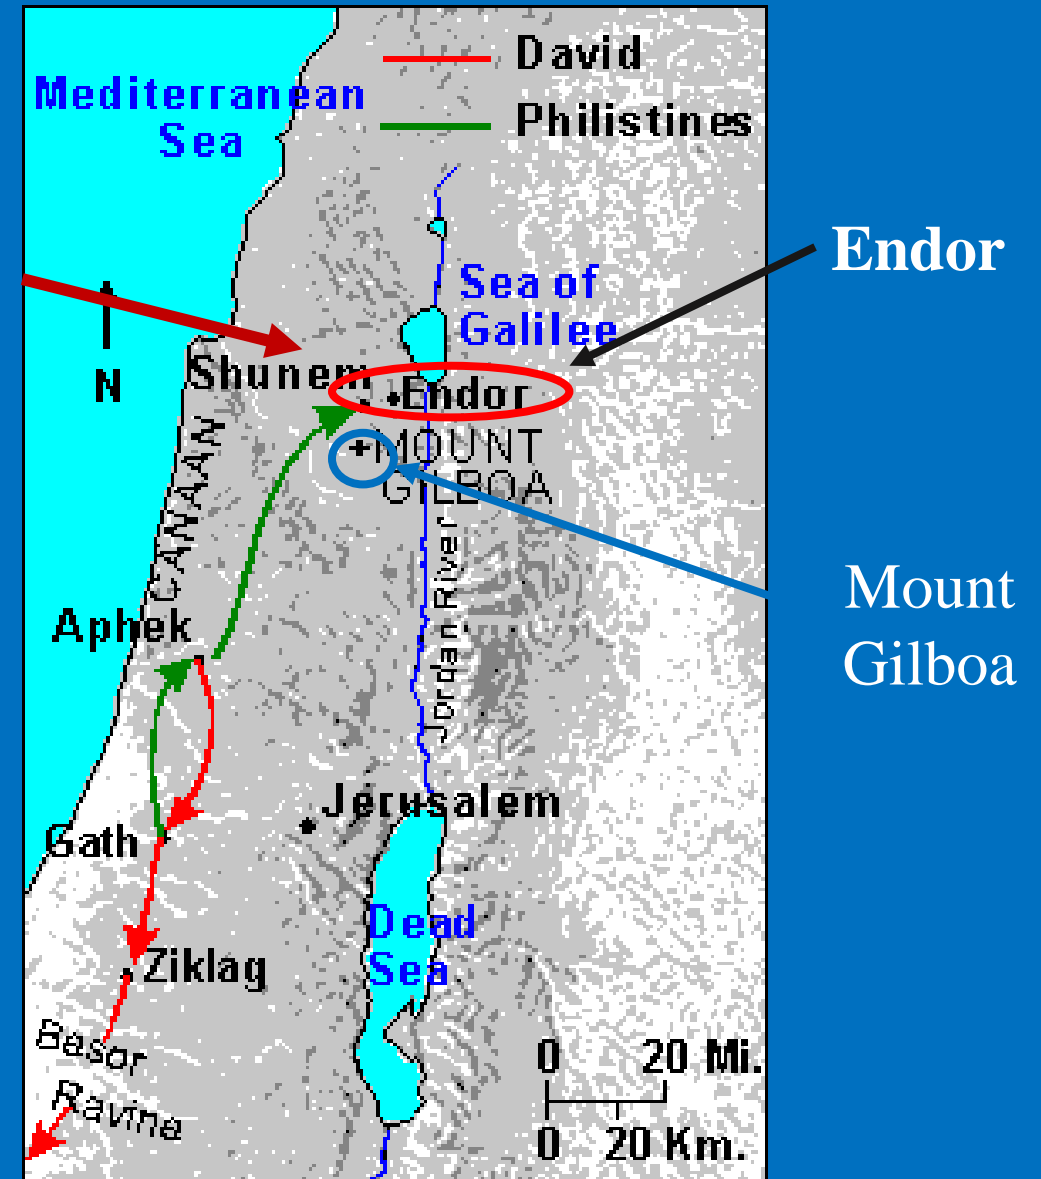 David
Mediterranean
Sea
Philistines
Endor
Sea of
Galilee
N
Shunem
Endor
MOUNT
GILBOA
CANAAN
Jordan River
Mount
Gilboa
Aphek
Jerusalem
Gath
Dead
Sea
Ziklag
Basor
Ravine
0 20 Mi.
0 20 Km.